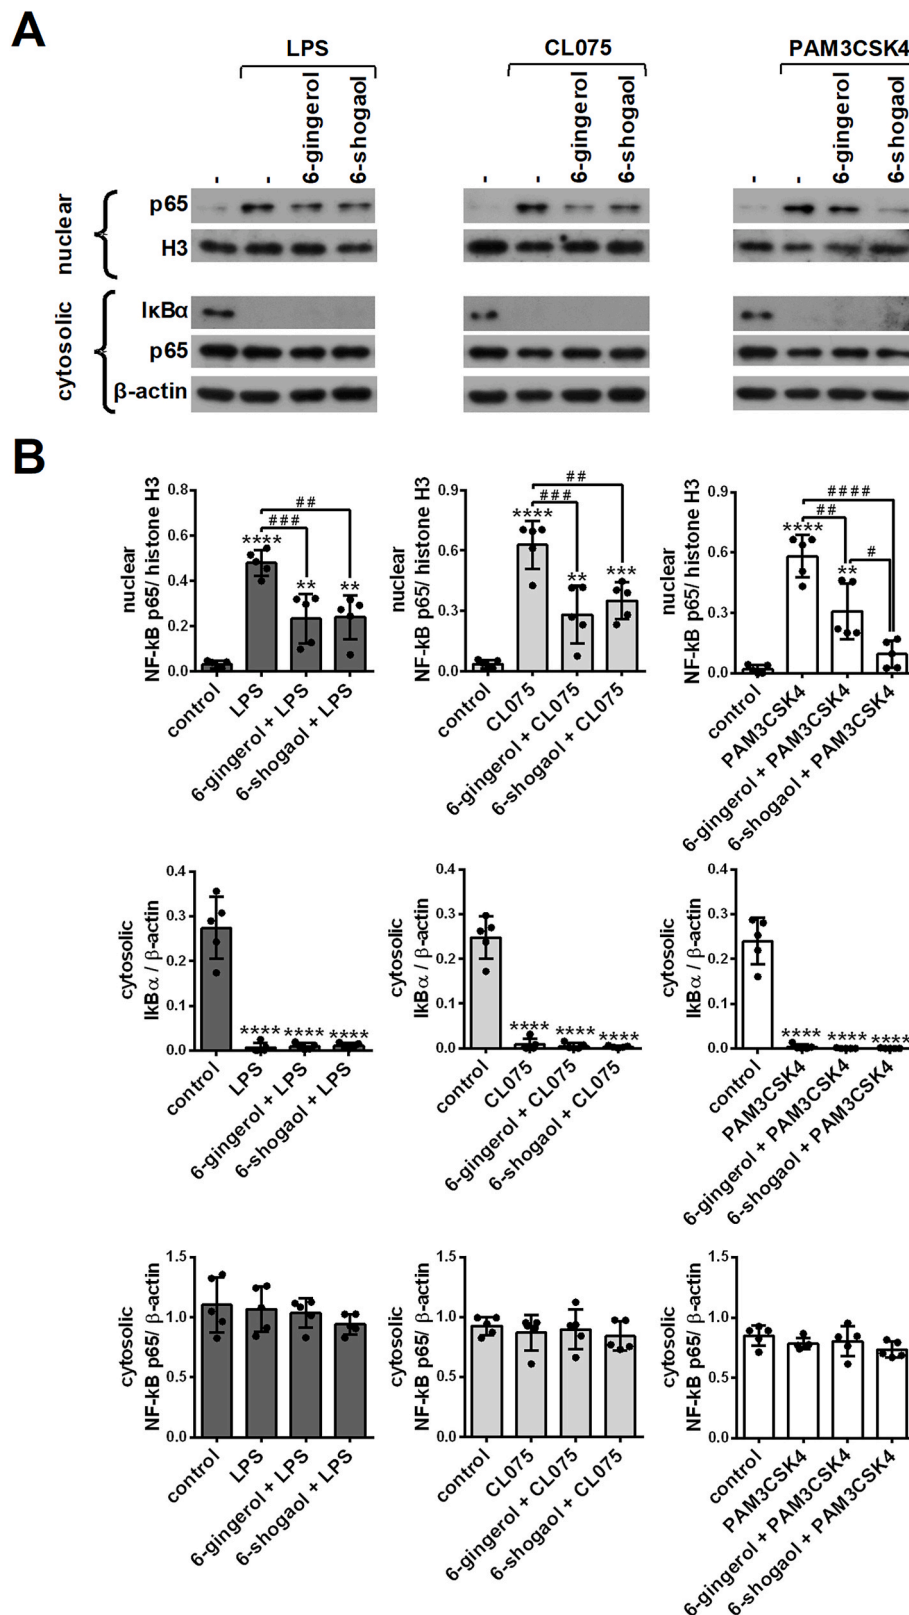 A
LPS
CL075
PAM3CSK4
-
-
6-gingerol
6-shogaol
-
-
6-gingerol
6-shogaol
-
-
6-gingerol
6-shogaol
nuclear
p65
H3
cytosolic
IκBα
p65
β-actin
B
nuclear
NF-kB p65/ histone H3
0.8
0.6
0.4
0.2
0.0
****
**
**
###
##
control
LPS
6-gingerol + LPS
6-shogaol + LPS
nuclear
NF-kB p65/ histone H3
0.9
0.6
0.3
0.0
****
**
***
###
##
control
CL075
6-gingerol + CL075
6-shogaol + CL075
nuclear
NF-kB p65/ histone H3
0.9
0.6
0.3
0.0
****
**
####
##
#
control
PAM3CSK4
6-gingerol + PAM3CSK4
6-shogaol + PAM3CSK4
cytosolic
IkBα / β-actin
0.4
0.3
0.2
0.1
0.0
****
****
****
control
LPS
6-gingerol + LPS
6-shogaol + LPS
cytosolic
IkBα / β-actin
0.4
0.3
0.2
0.1
0.0
****
****
****
control
CL075
6-gingerol + CL075
6-shogaol + CL075
cytosolic
IkBα / β-actin
0.4
0.3
0.2
0.1
0.0
****
****
****
control
PAM3CSK4
6-gingerol + PAM3CSK4
6-shogaol + PAM3CSK4
cytosolic
NF-kB p65/ β-actin
1.5
1.0
0.5
0.0
control
LPS
6-gingerol + LPS
6-shogaol + LPS
cytosolic
NF-kB p65/ β-actin
1.5
1.0
0.5
0.0
control
CL075
6-gingerol + CL075
6-shogaol + CL075
cytosolic
NF-kB p65/ β-actin
1.5
1.0
0.5
0.0
control
PAM3CSK4
6-gingerol + PAM3CSK4
6-shogaol + PAM3CSK4